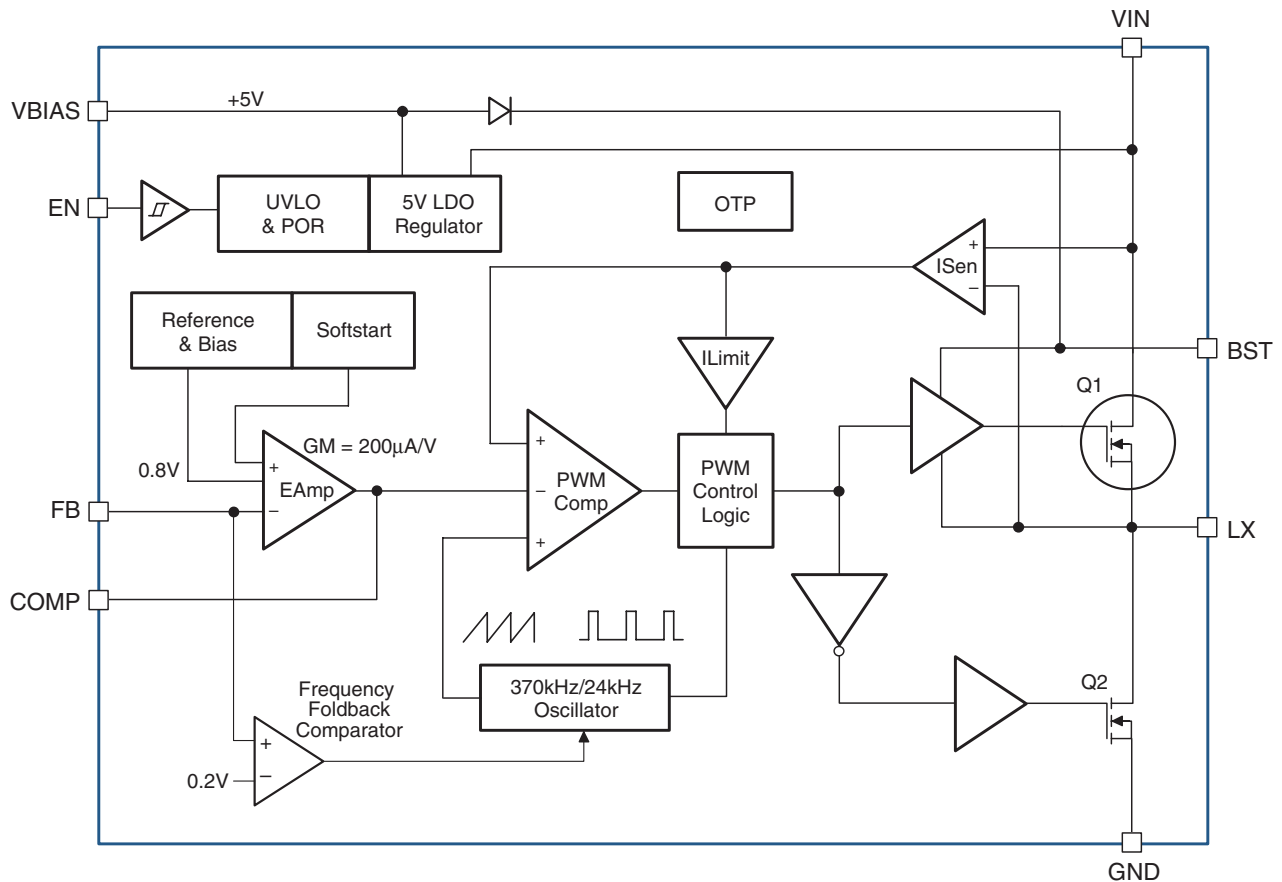 VIN
VBIAS
+5V
EN
UVLO
& POR
5V LDO
Regulator
OTP
+
ISen
−
Reference
& Bias
Softstart
ILimit
BST
Q1
GM = 200µA/V
0.8V
+
EAmp
−
+
−
PWM
Comp
+
PWM
Control
Logic
FB
LX
COMP
370kHz/24kHz
Oscillator
Frequency
Foldback
Comparator
Q2
+
0.2V
−
GND